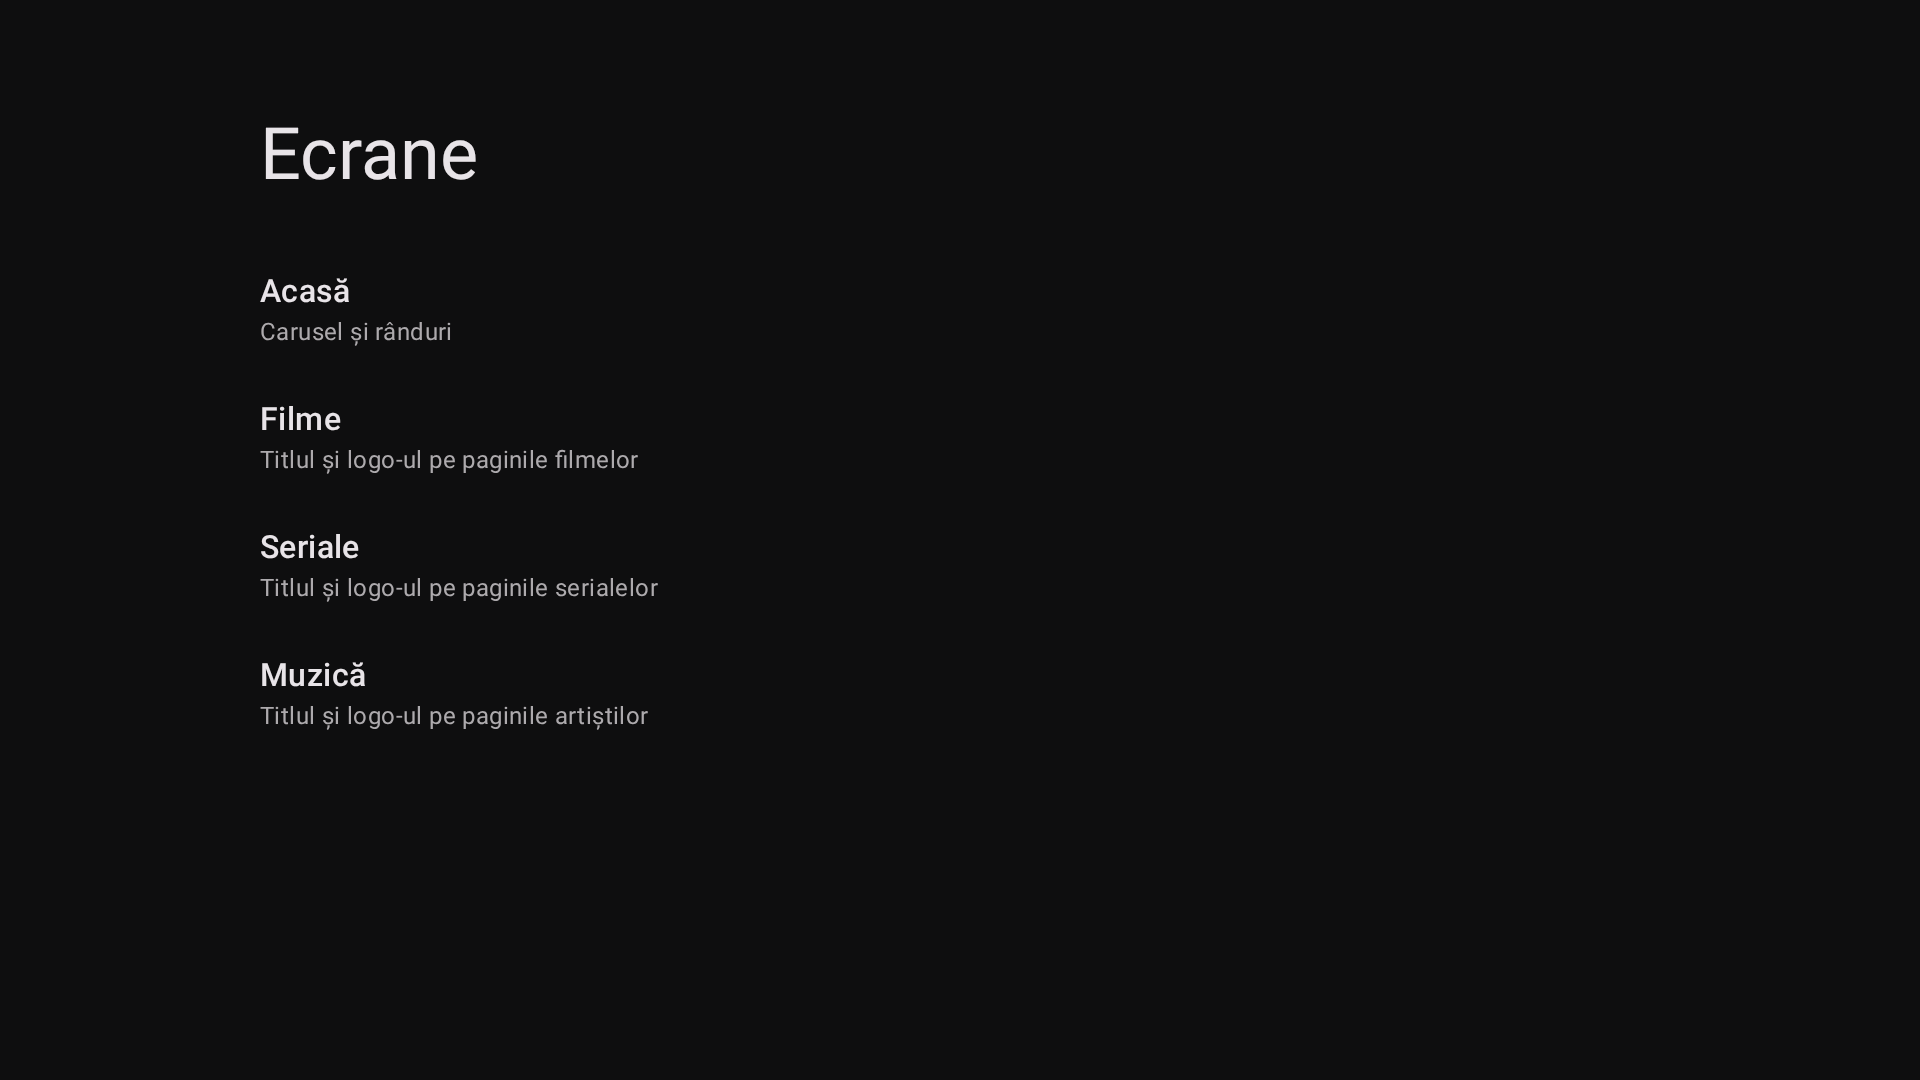 Ecrane
Acasă
Carusel și rânduri
Filme
Titlul și logo-ul pe paginile filmelor
Seriale
Titlul și logo-ul pe paginile serialelor
Muzică
Titlul și logo-ul pe paginile artiștilor